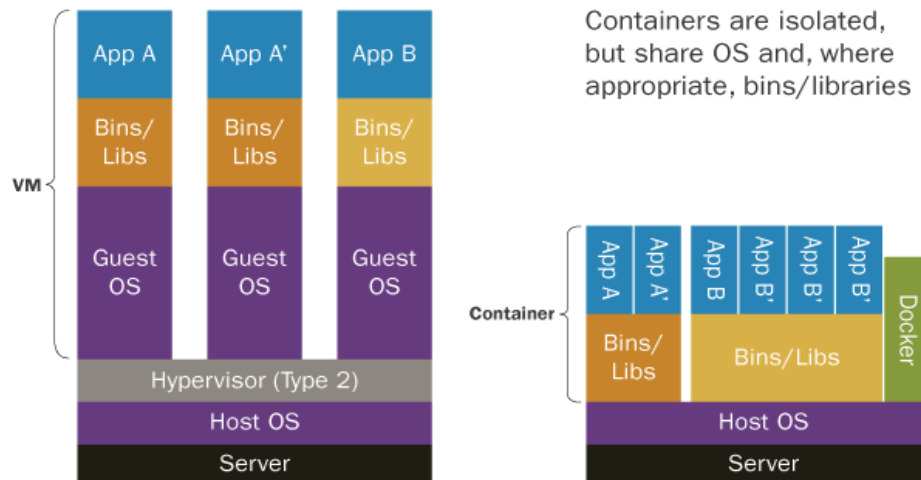 App A
App A'
App B
Bins/
Libs
Bins/
Libs
Bins/
Libs
VM
Guest
OS
Guest
OS
Guest
OS
Hypervisor (Type 2)
Host OS
Server
Containers are isolated,
but share OS and, where
appropriate, bins/libraries
App A
App A'
App B
App B'
App B'
App B'
Docker
Container
Bins/
Libs
Bins/Libs
Host OS
Server